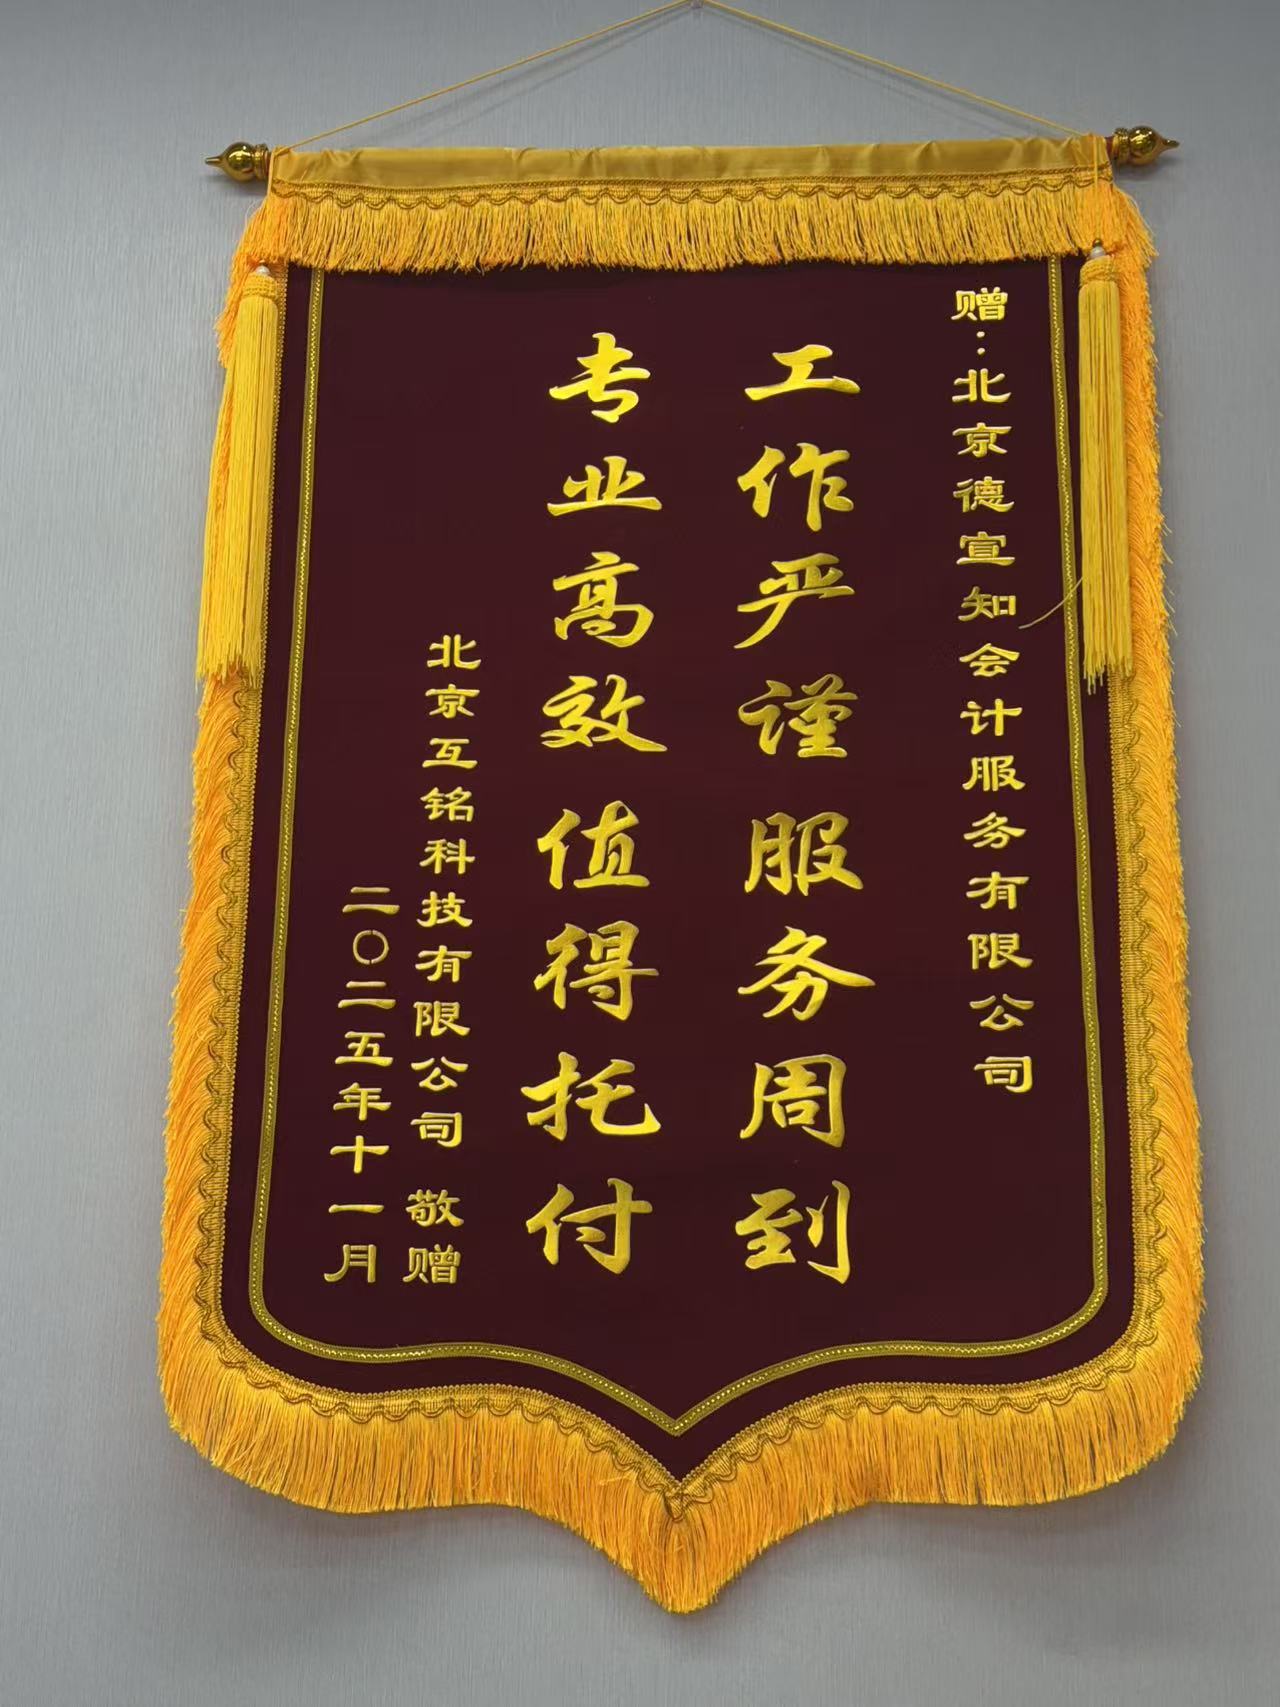 赠：北京德宣知会计服务有限公司
工作严谨服务周到
专业高效值得托付
北京互铭科技有限公司 敬赠
二〇二五年十一月